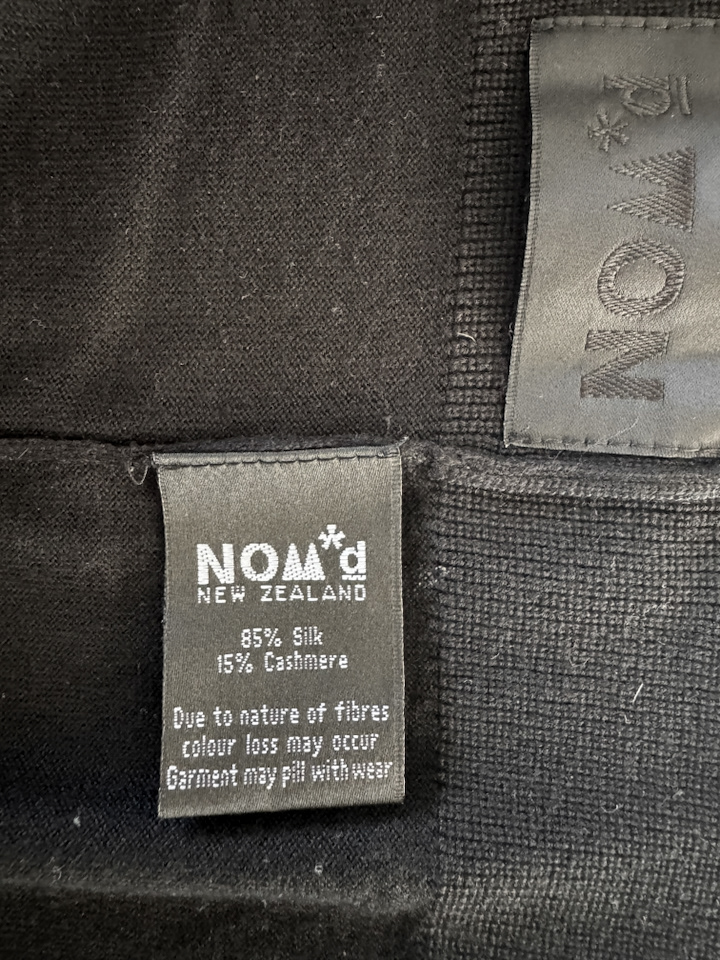 NOM*d
NOM*d
NEW ZEALAND
85% Silk
15% Cashmere
Due to nature of fibres
colour loss may occur
Garment may pill with wear